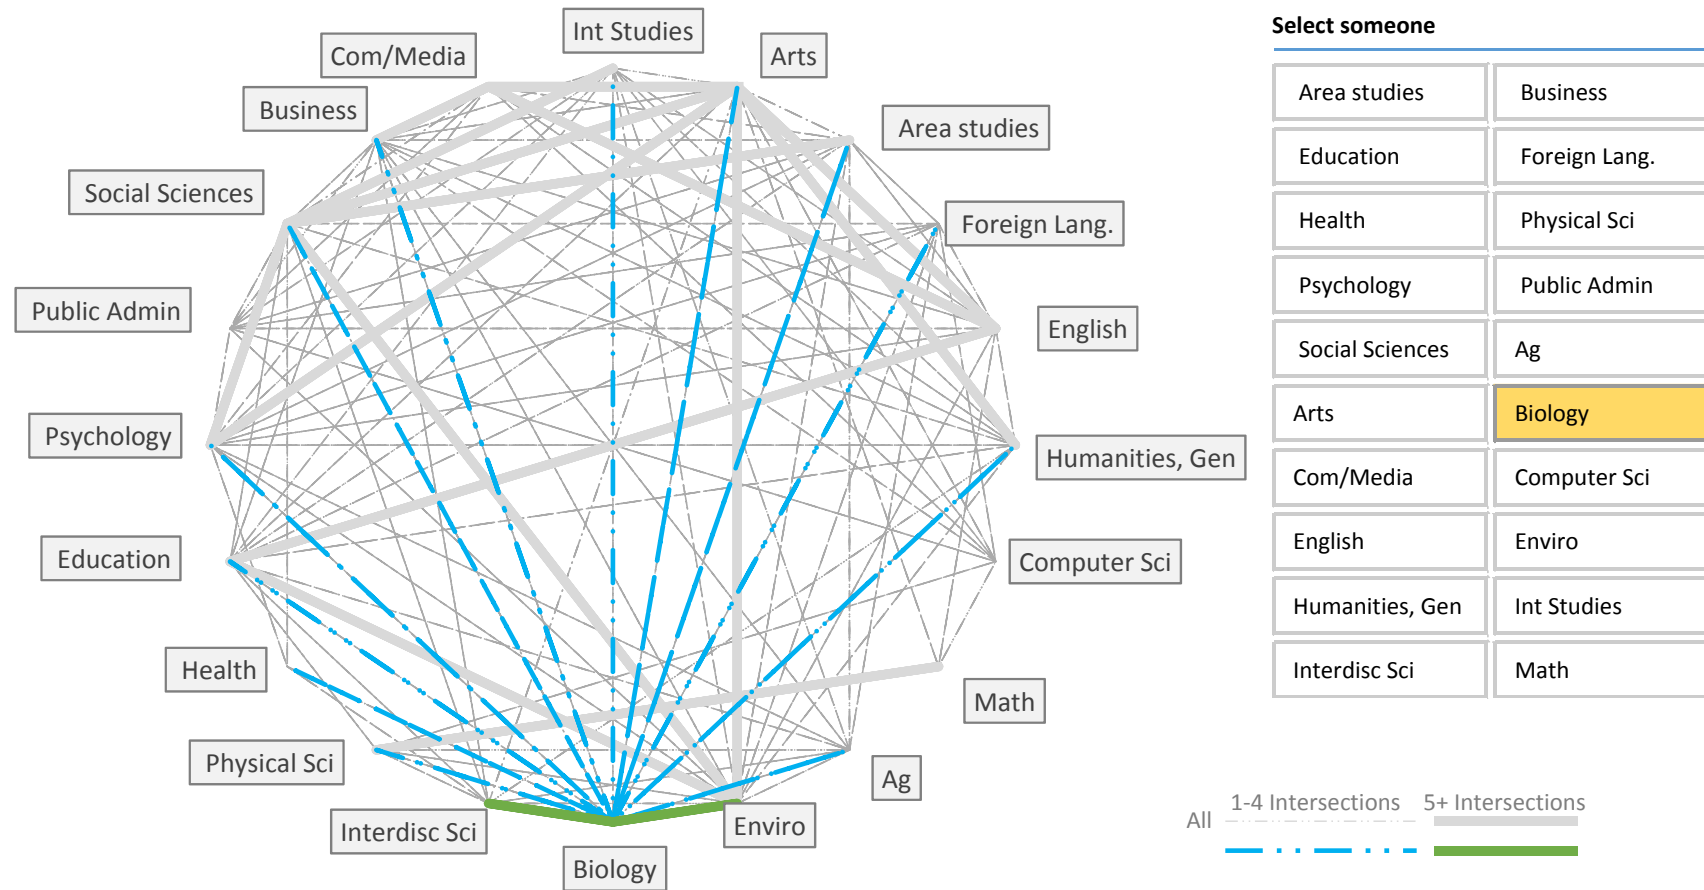 Int Studies
Com/Media
Arts
Business
Area studies
Social Sciences
Foreign Lang.
Public Admin
English
Psychology
Humanities, Gen
Education
Computer Sci
Health
Math
Physical Sci
Ag
Interdisc Sci
Enviro
Biology
Select someone
Area studies Business
Education Foreign Lang.
Health Physical Sci
Psychology Public Admin
Social Sciences Ag
Arts Biology
Com/Media Computer Sci
English Enviro
Humanities, Gen Int Studies
Interdisc Sci Math
1-4 Intersections 5+ Intersections
All